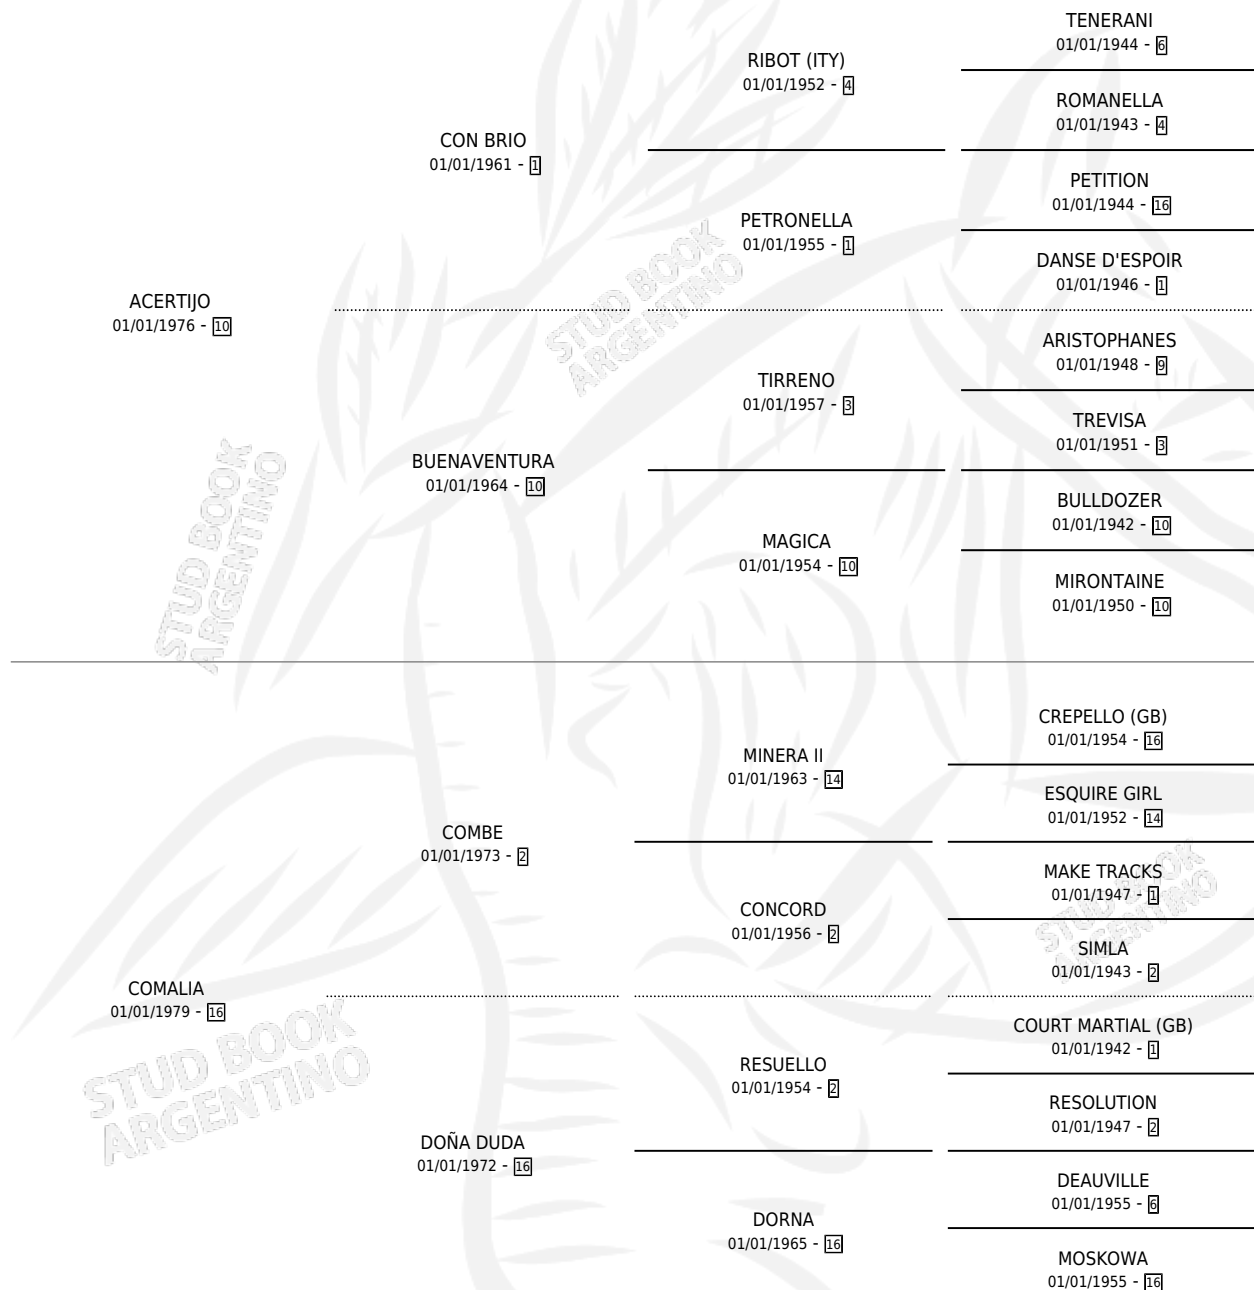 TENERANI
01/01/1944 - 6
RIBOT (ITY)
01/01/1952 - 4
ROMANELLA
01/01/1943 - 4
CON BRIO
01/01/1961 - 1
PETITION
01/01/1944 - 16
PETRONELLA
01/01/1955 - 1
DANSE D'ESPOIR
01/01/1946 - 1
ACERTIJO
01/01/1976 - 10
STUD BOOK
ARGENTINO
ARISTOPHANES
01/01/1948 - 9
TIRRENO
01/01/1957 - 3
TREVISA
01/01/1951 - 3
BUENAVENTURA
01/01/1964 - 10
BULLDOZER
01/01/1942 - 10
MAGICA
01/01/1954 - 10
MIRONTAINE
01/01/1950 - 10
STUD BOOK
ARGENTINO
CREPELLO (GB)
01/01/1954 - 16
MINERA II
01/01/1963 - 14
ESQUIRE GIRL
01/01/1952 - 14
COMBE
01/01/1973 - 2
MAKE TRACKS
01/01/1947 - 1
CONCORD
01/01/1956 - 2
SIMLA
01/01/1943 - 2
STUD BOOK
ARGENTINO
COMALIA
01/01/1979 - 16
STUD BOOK
ARGENTINO
COURT MARTIAL (GB)
01/01/1942 - 1
RESUELLO
01/01/1954 - 2
RESOLUTION
01/01/1947 - 2
DOÑA DUDA
01/01/1972 - 16
DEAUVILLE
01/01/1955 - 6
DORNA
01/01/1965 - 16
MOSKOWA
01/01/1955 - 16